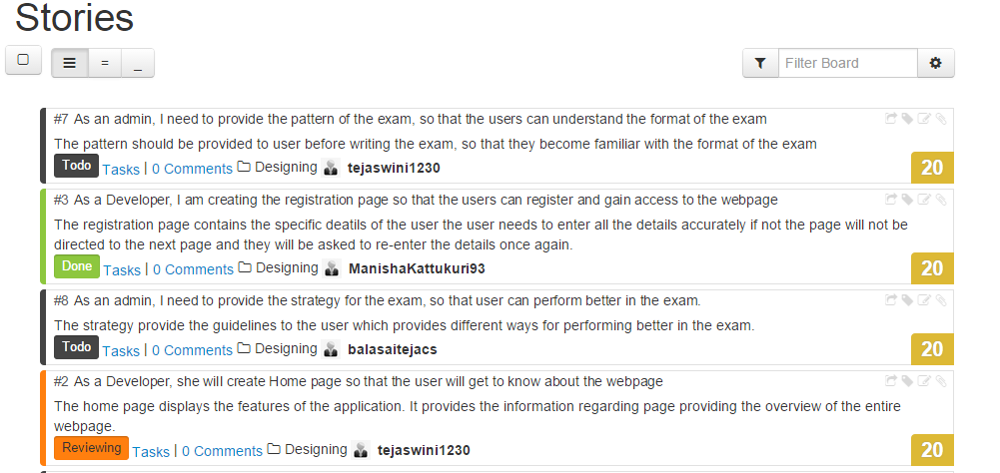 Stories
= _
Filter Board
#7 As an admin, I need to provide the pattern of the exam, so that the users can understand the format of the exam
The pattern should be provided to user before writing the exam, so that they become familiar with the format of the exam
Todo Tasks | 0 Comments Designing tejaswini1230 20
#3 As a Developer, I am creating the registration page so that the users can register and gain access to the webpage
The registration page contains the specific deatils of the user the user needs to enter all the details accurately if not the page will not be
directed to the next page and they will be asked to re-enter the details once again.
Done Tasks | 0 Comments Designing ManishaKattukuri93 20
#8 As an admin, I need to provide the strategy for the exam, so that user can perform better in the exam.
The strategy provide the guidelines to the user which provides different ways for performing better in the exam.
Todo Tasks | 0 Comments Designing balasaitejacs 20
#2 As a Developer, she will create Home page so that the user will get to know about the webpage
The home page displays the features of the application. It provides the information regarding page providing the overview of the entire
webpage.
Reviewing Tasks | 0 Comments Designing tejaswini1230 20